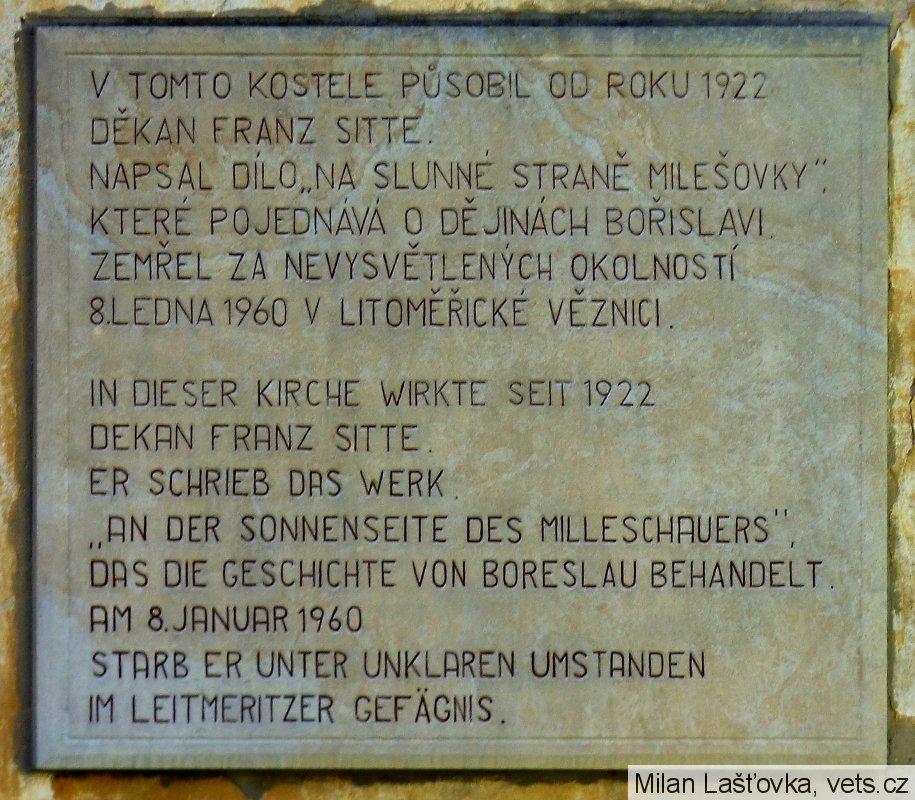 V TOMTO KOSTELE PŮSOBIL OD ROKU 1922
DĚKAN FRANZ SITTE.
NAPSAL DÍLO „NA SLUNNÉ STRANĚ MILEŠOVKY",
KTERÉ POJEDNÁVÁ O DĚJINÁCH BOŘISLAVI.
ZEMŘEL ZA NEVYSVĚTLENÝCH OKOLNOSTÍ
8.LEDNA 1960 V LITOMĚŘICKÉ VĚZNICI.
IN DIESER KIRCHE WIRKTE SEIT 1922
DEKAN FRANZ SITTE.
ER SCHRIEB DAS WERK.
„AN DER SONNENSEITE DES MILLESCHAUERS",
DAS DIE GESCHICHTE VON BORESLAU BEHANDELT.
AM 8.JANUAR 1960
STARB ER UNTER UNKLAREN UMSTANDEN
IM LEITMERITZER GEFÄGNIS.
Milan Lašťovka, vets.cz